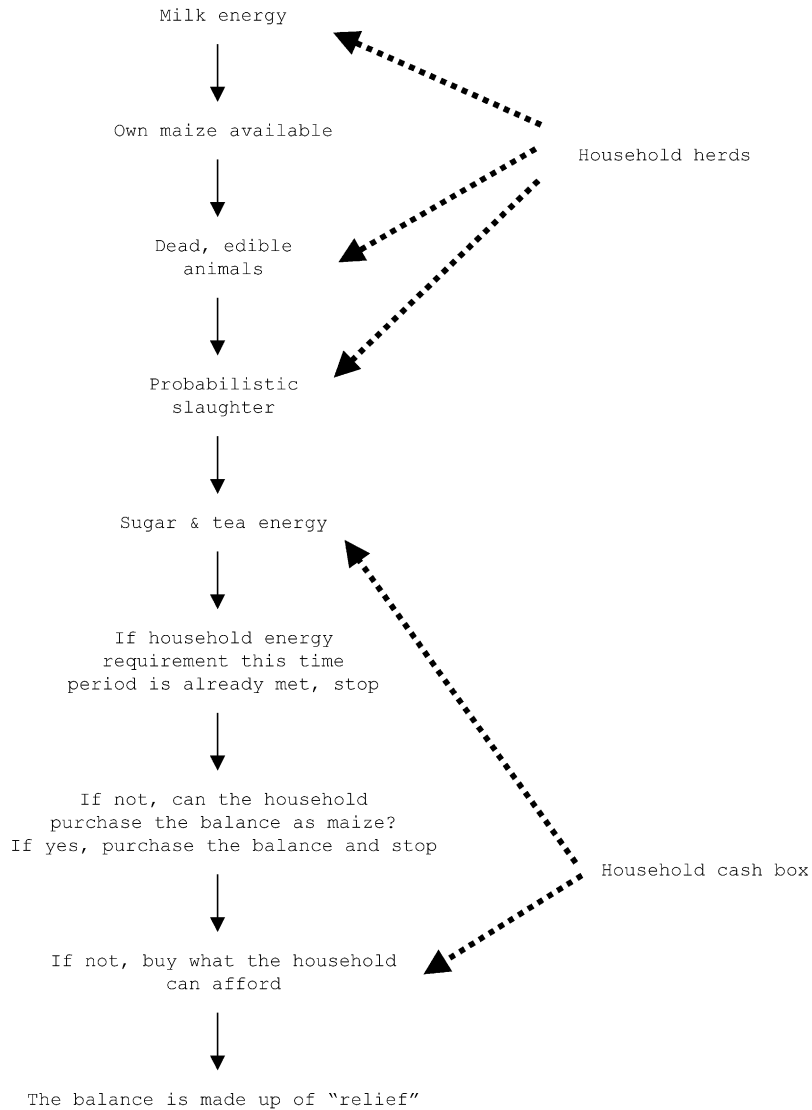 Milk energy
Own maize available
Household herds
Dead, edible
animals
Probabilistic
slaughter
Sugar & tea energy
If household energy
requirement this time
period is already met, stop
If not, can the household
purchase the balance as maize?
If yes, purchase the balance and stop
Household cash box
If not, buy what the household
can afford
The balance is made up of “relief”